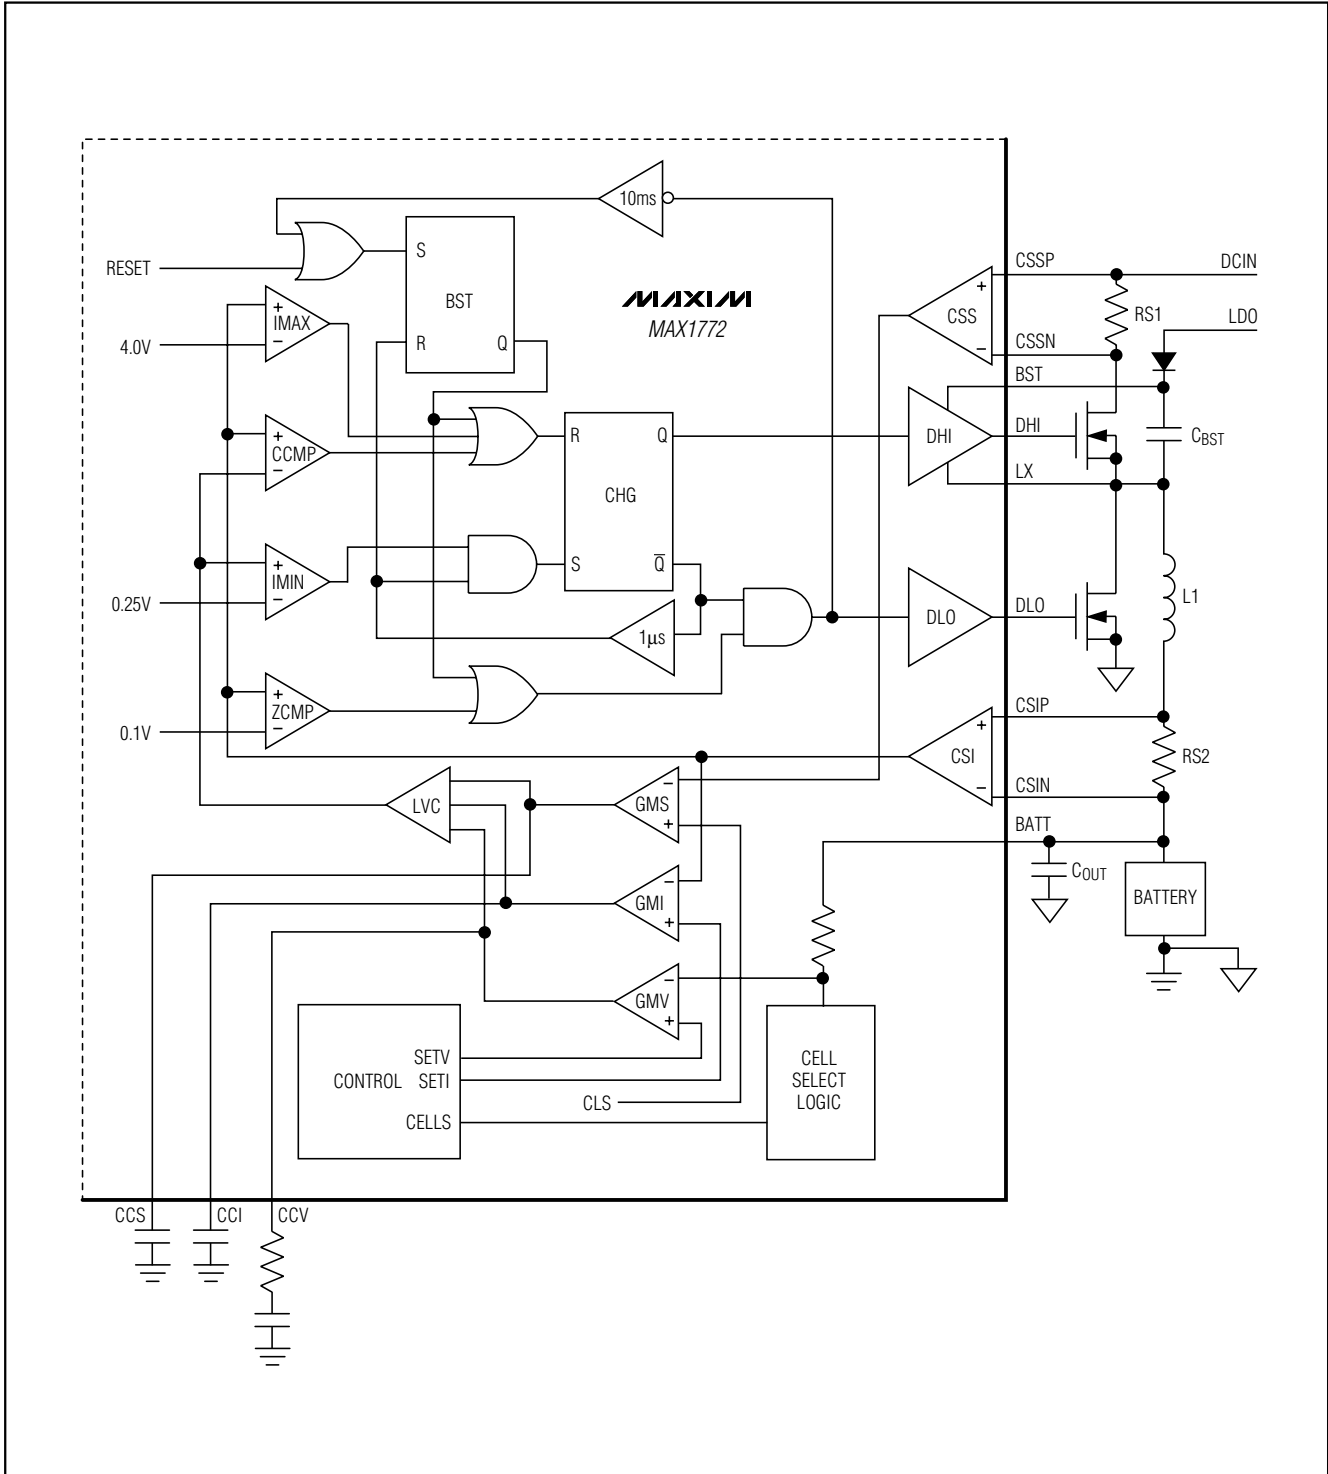 10ms
RESET
S
BST
R
Q
MAXIM
MAX1772
CSSP
DCIN
+
CSS
−
RS1
LDO
CSSN
BST
+
IMAX
−
4.0V
R
Q
CHG
S
Q̅
DHI
DHI
CBST
LX
+
CCMP
−
+
IMIN
−
0.25V
1µs
DLO
DLO
L1
+
ZCMP
−
0.1V
CSIP
+
CSI
−
RS2
CSIN
LVC
−
GMS
+
BATT
COUT
BATTERY
−
GMI
+
−
GMV
+
SETV
CONTROL SETI
CELLS
CLS
CELL
SELECT
LOGIC
CCS
CCI
CCV